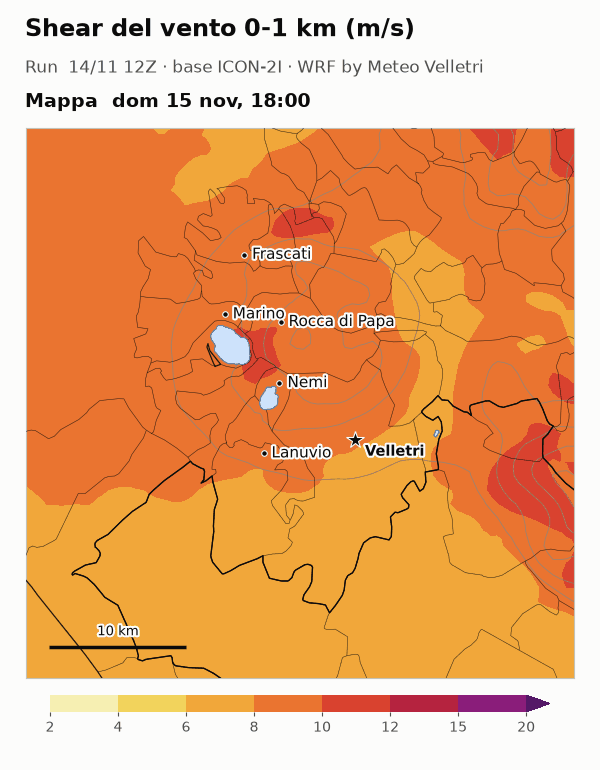 Shear del vento 0-1 km (m/s)
Run  14/11 12Z · base ICON-2I · WRF by Meteo Velletri
Mappa  dom 15 nov, 18:00
Frascati
Marino
Rocca di Papa
Nemi
Velletri
Lanuvio
10 km
2 4 6 8 10 12 15 20